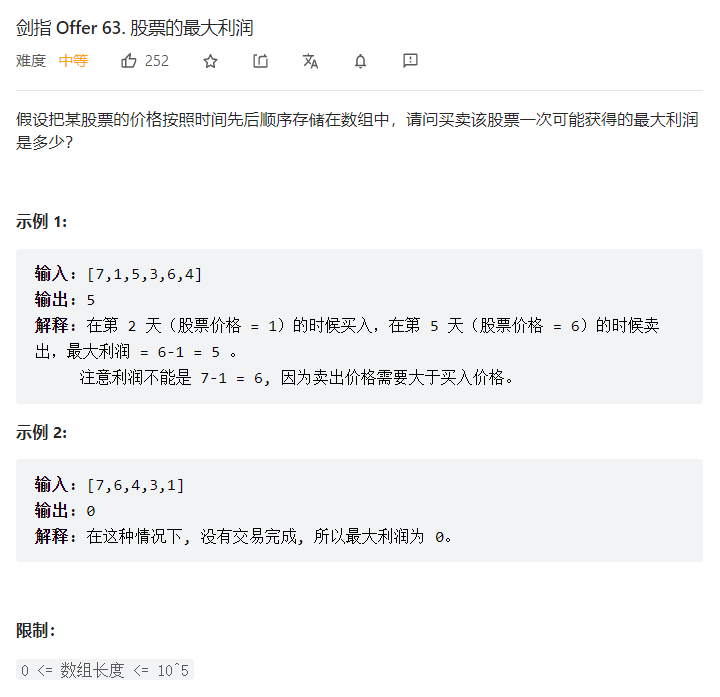 剑指 Offer 63. 股票的最大利润
难度 中等 252
假设把某股票的价格按照时间先后顺序存储在数组中，请问买卖该股票一次可能获得的最大利润
是多少？
示例 1:
输入: [7,1,5,3,6,4]
输出: 5
解释: 在第 2 天（股票价格 = 1）的时候买入，在第 5 天（股票价格 = 6）的时候卖
出，最大利润 = 6-1 = 5 。
注意利润不能是 7-1 = 6, 因为卖出价格需要大于买入价格。
示例 2:
输入: [7,6,4,3,1]
输出: 0
解释: 在这种情况下, 没有交易完成, 所以最大利润为 0。
限制：
0 <= 数组长度 <= 10^5